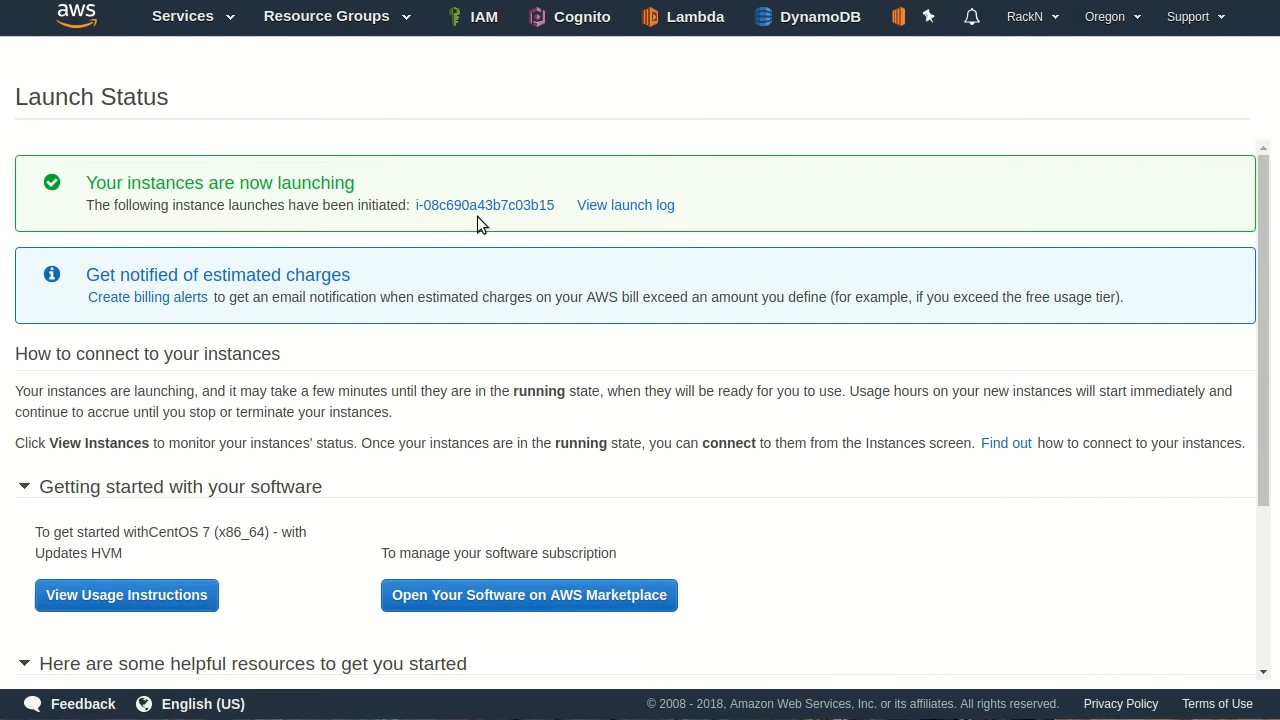 aws Services Resource Groups IAM Cognito Lambda DynamoDB RackN Oregon Support
Launch Status
Your instances are now launching
The following instance launches have been initiated: i-08c690a43b7c03b15 View launch log
Get notified of estimated charges
Create billing alerts to get an email notification when estimated charges on your AWS bill exceed an amount you define (for example, if you exceed the free usage tier).
How to connect to your instances
Your instances are launching, and it may take a few minutes until they are in the running state, when they will be ready for you to use. Usage hours on your new instances will start immediately and
continue to accrue until you stop or terminate your instances.
Click View Instances to monitor your instances' status. Once your instances are in the running state, you can connect to them from the Instances screen. Find out how to connect to your instances.
Getting started with your software
To get started withCentOS 7 (x86_64) - with
Updates HVM
To manage your software subscription
View Usage Instructions
Open Your Software on AWS Marketplace
Here are some helpful resources to get you started
Feedback English (US) © 2008 - 2018, Amazon Web Services, Inc. or its affiliates. All rights reserved. Privacy Policy Terms of Use